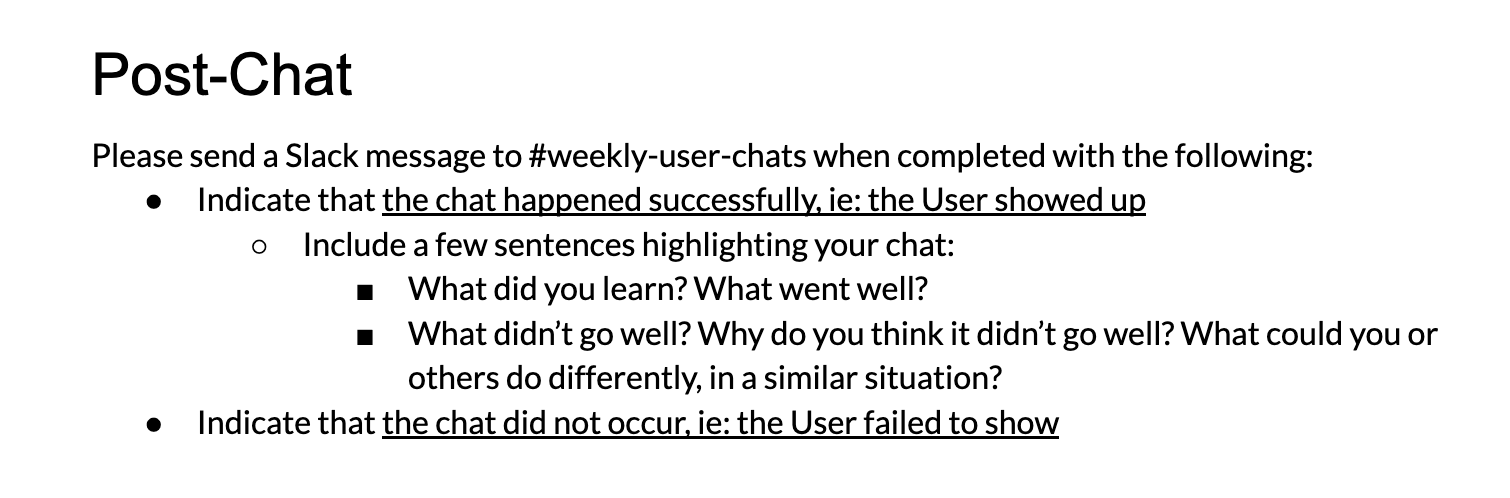 Post-Chat
Please send a Slack message to #weekly-user-chats when completed with the following:
● Indicate that the chat happened successfully, ie: the User showed up
○ Include a few sentences highlighting your chat:
■ What did you learn? What went well?
■ What didn’t go well? Why do you think it didn’t go well? What could you or
others do differently, in a similar situation?
● Indicate that the chat did not occur, ie: the User failed to show